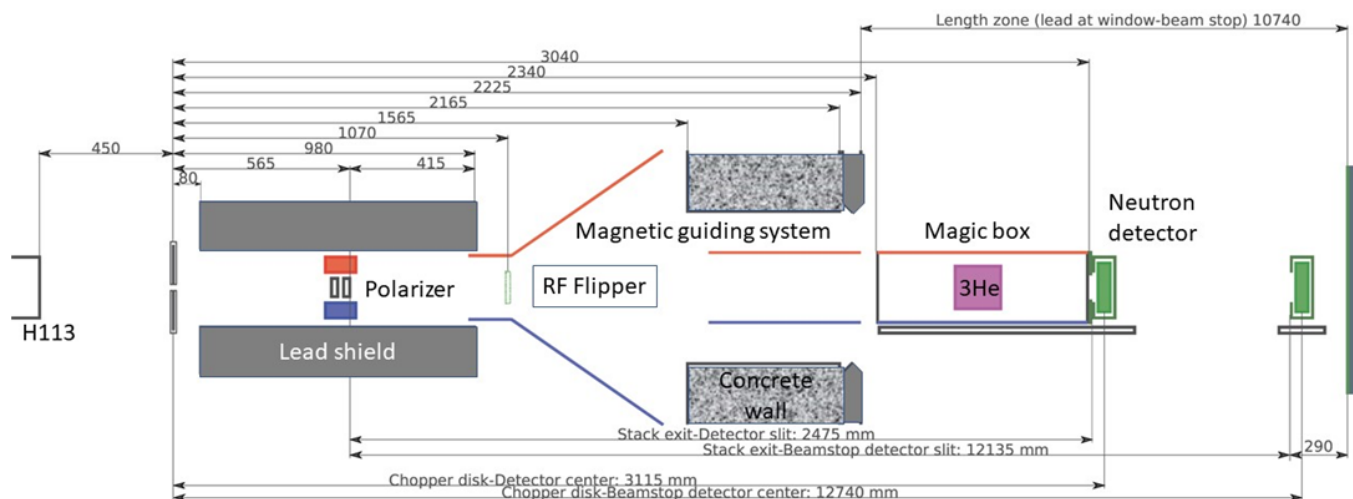 Length zone (lead at window-beam stop) 10740
3040
2340
2225
2165
1565
1070
450
980
565
415
80
Neutron
detector
Magnetic guiding system
Magic box
Polarizer
RF Flipper
3He
H113
Lead shield
Concrete
wall
Stack exit-Detector slit: 2475 mm
Stack exit-Beamstop detector slit: 12135 mm
290
Chopper disk-Detector center: 3115 mm
Chopper disk-Beamstop detector center: 12740 mm